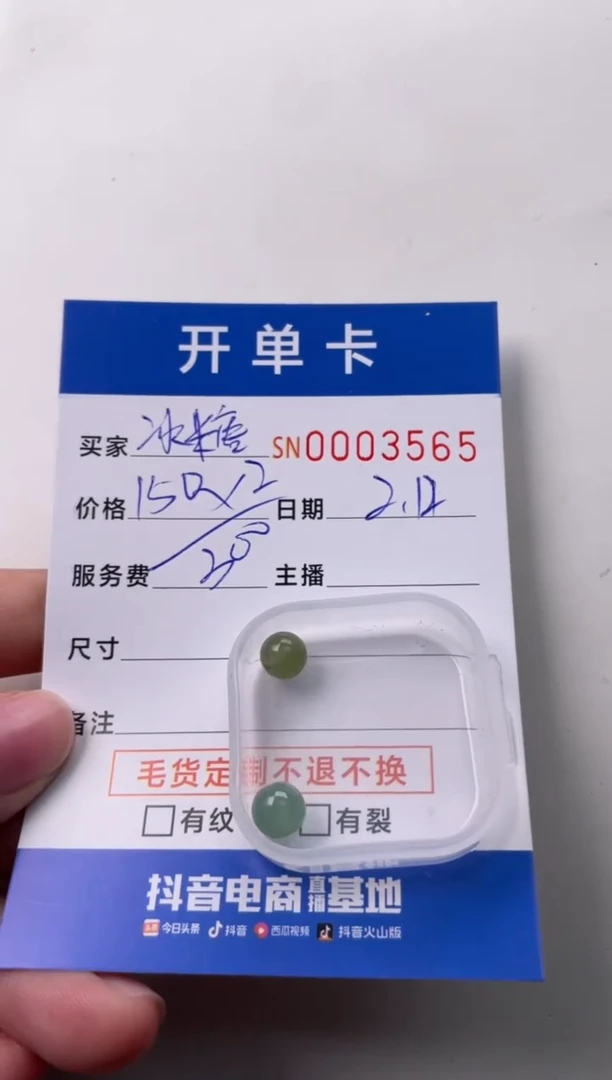 开单卡
买家 冰糖 SN0003565
价格 150×2 日期 2.12
服务费 主播
尺寸
备注
毛货定制不退不换
有纹 有裂
抖音电商直播基地
头条 今日头条 抖音 西瓜视频 抖音火山版